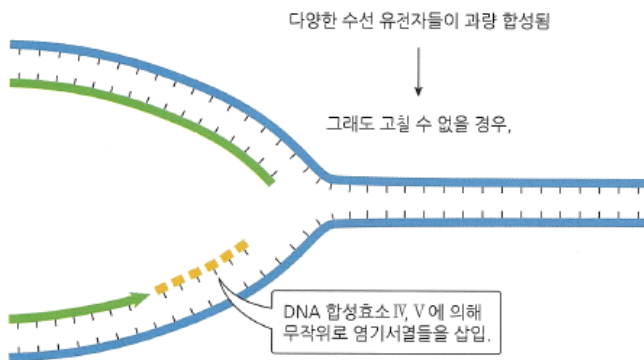 다양한 수선 유전자들이 과량 합성됨
그래도 고칠 수 없을 경우,
DNA 합성효소 Ⅳ, Ⅴ 에 의해
무작위로 염기서열들을 삽입.